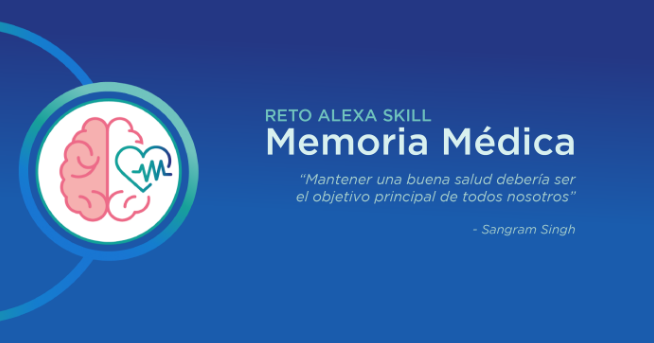 RETO ALEXA SKILL
Memoria Médica
“Mantener una buena salud debería ser
el objetivo principal de todos nosotros”
- Sangram Singh